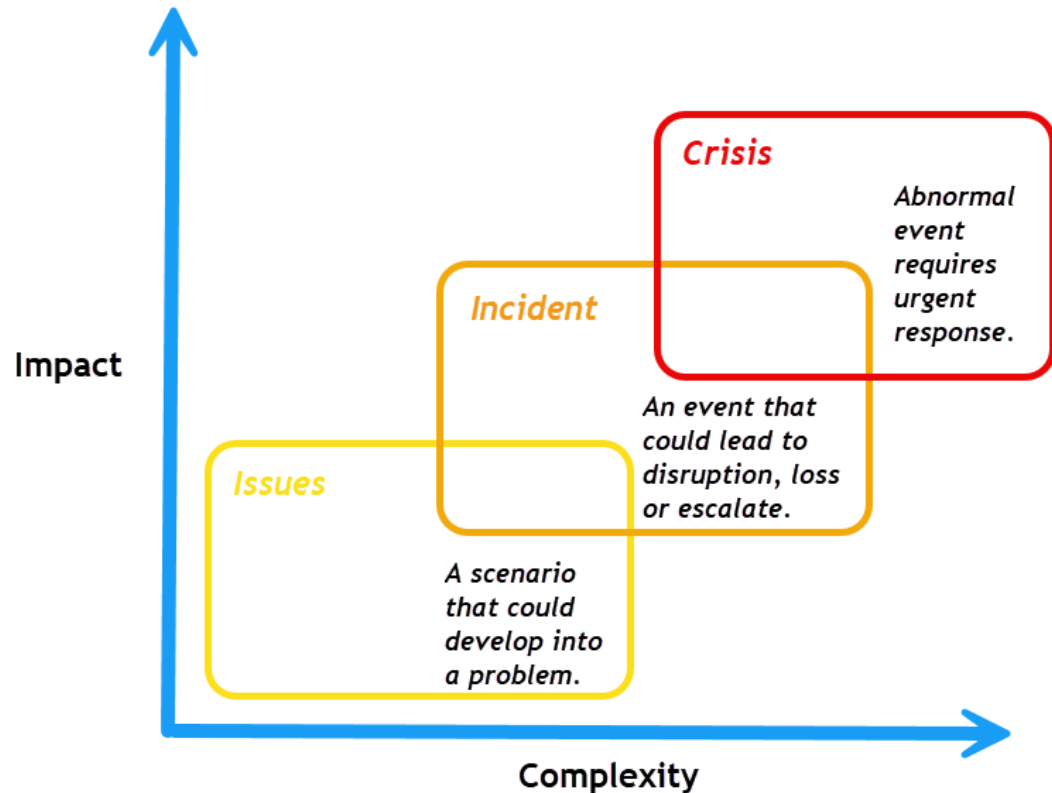 Crisis
Abnormal
event
requires
urgent
response.
Incident
Impact
An event that
could lead to
disruption, loss
or escalate.
Issues
A scenario
that could
develop into
a problem.
Complexity